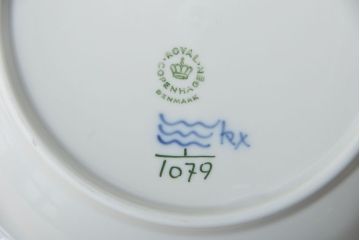 ROYAL
COPENHAGEN
DENMARK
kx
1079